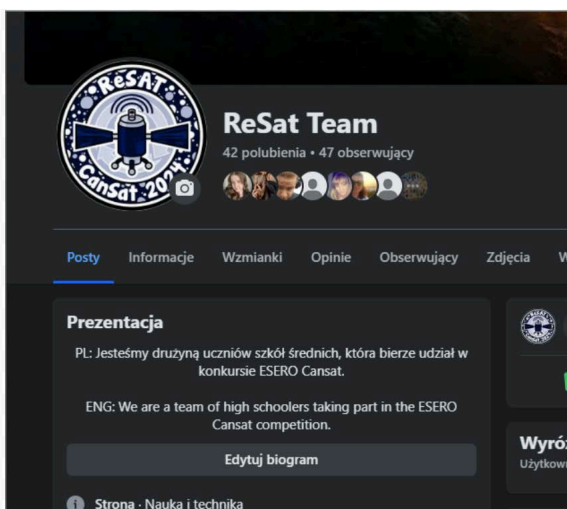 ReSAT
CanSat 2024
ReSat Team
42 polubienia • 47 obserwujący
Posty Informacje Wzmianki Opinie Obserwujący Zdjęcia
Prezentacja
PL: Jesteśmy drużyną uczniów szkół średnich, która bierze udział w
konkursie ESERO Cansat.
ENG: We are a team of high schoolers taking part in the ESERO
Cansat competition.
Edytuj biogram
Strona · Nauka i technika